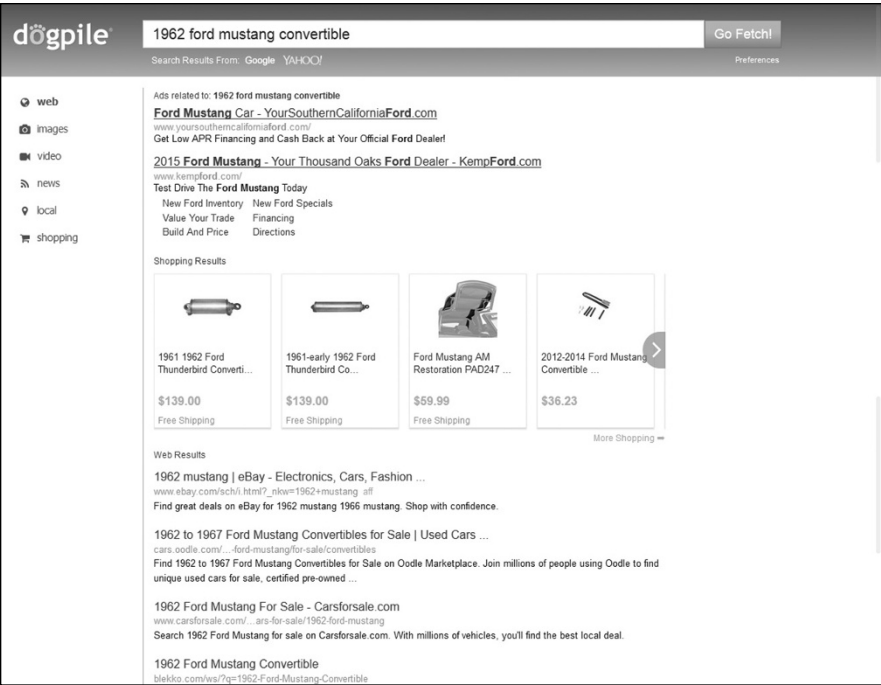 dogpile
1962 ford mustang convertible
Go Fetch!
Search Results From: Google YAHOO!
Preferences
web
images
video
news
local
shopping
Ads related to: 1962 ford mustang convertible
Ford Mustang Car - YourSouthernCaliforniaFord.com
www.yoursoutherncaliforniaford.com/
Get Low APR Financing and Cash Back at Your Official Ford Dealer!
2015 Ford Mustang - Your Thousand Oaks Ford Dealer - KempFord.com
www.kempford.com/
Test Drive The Ford Mustang Today
New Ford Inventory New Ford Specials
Value Your Trade Financing
Build And Price Directions
Shopping Results
1961 1962 Ford
Thunderbird Converti...
$139.00
Free Shipping
1961-early 1962 Ford
Thunderbird Co...
$139.00
Free Shipping
Ford Mustang AM
Restoration PAD247 ...
$59.99
Free Shipping
2012-2014 Ford Mustang
Convertible ...
$36.23
More Shopping
Web Results
1962 mustang | eBay - Electronics, Cars, Fashion ...
www.ebay.com/sch/i.html?_nkw=1962+mustang aff
Find great deals on eBay for 1962 mustang 1966 mustang. Shop with confidence.
1962 to 1967 Ford Mustang Convertibles for Sale | Used Cars ...
cars.oodle.com/...-ford-mustang/for-sale/convertibles
Find 1962 to 1967 Ford Mustang Convertibles for Sale on Oodle Marketplace. Join millions of people using Oodle to find
unique used cars for sale, certified pre-owned ...
1962 Ford Mustang For Sale - Carsforsale.com
www.carsforsale.com/...ars-for-sale/1962-ford-mustang
Search 1962 Ford Mustang for sale on Carsforsale.com. With millions of vehicles, you'll find the best local deal.
1962 Ford Mustang Convertible
blekko.com/ws/?q=1962-Ford-Mustang-Convertible